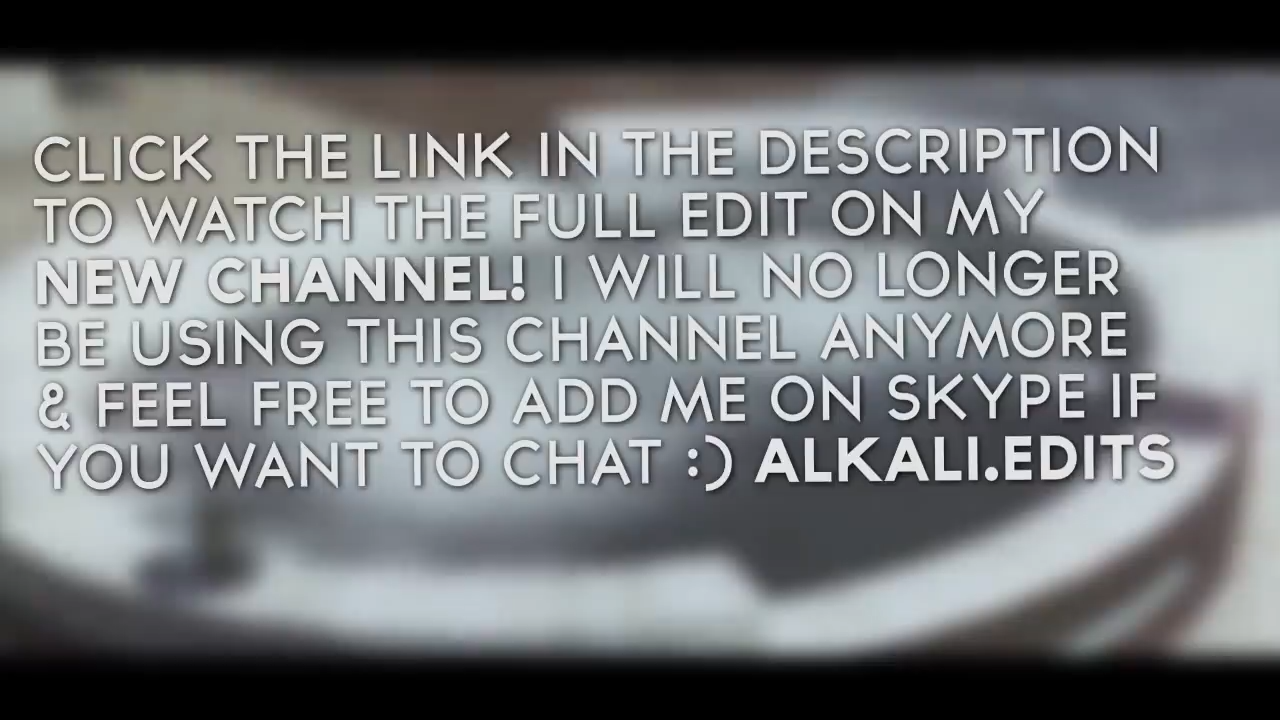 CLICK THE LINK IN THE DESCRIPTION
TO WATCH THE FULL EDIT ON MY
NEW CHANNEL! I WILL NO LONGER
BE USING THIS CHANNEL ANYMORE
& FEEL FREE TO ADD ME ON SKYPE IF
YOU WANT TO CHAT :) ALKALI.EDITS